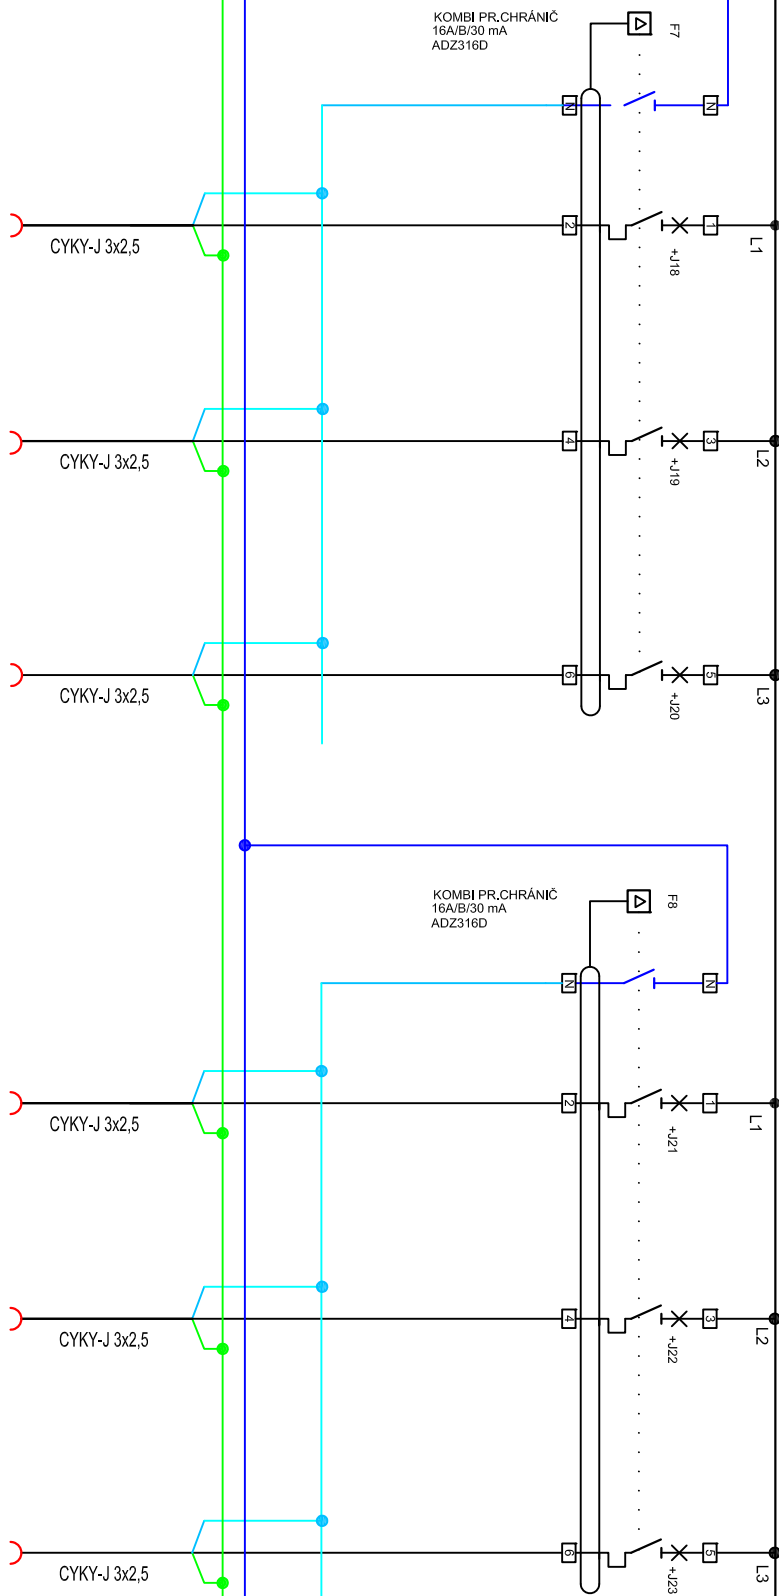 KOMBI PR.CHRÁNIČ
16A/B/30 mA
ADZ316D
F7
N
N
CYKY-J 3x2,5
2
+J18
1
L1
CYKY-J 3x2,5
4
+J19
3
L2
CYKY-J 3x2,5
6
+J20
5
L3
KOMBI PR.CHRÁNIČ
16A/B/30 mA
ADZ316D
F8
N
N
CYKY-J 3x2,5
2
+J21
1
L1
CYKY-J 3x2,5
4
+J22
3
L2
CYKY-J 3x2,5
6
+J23
5
L3